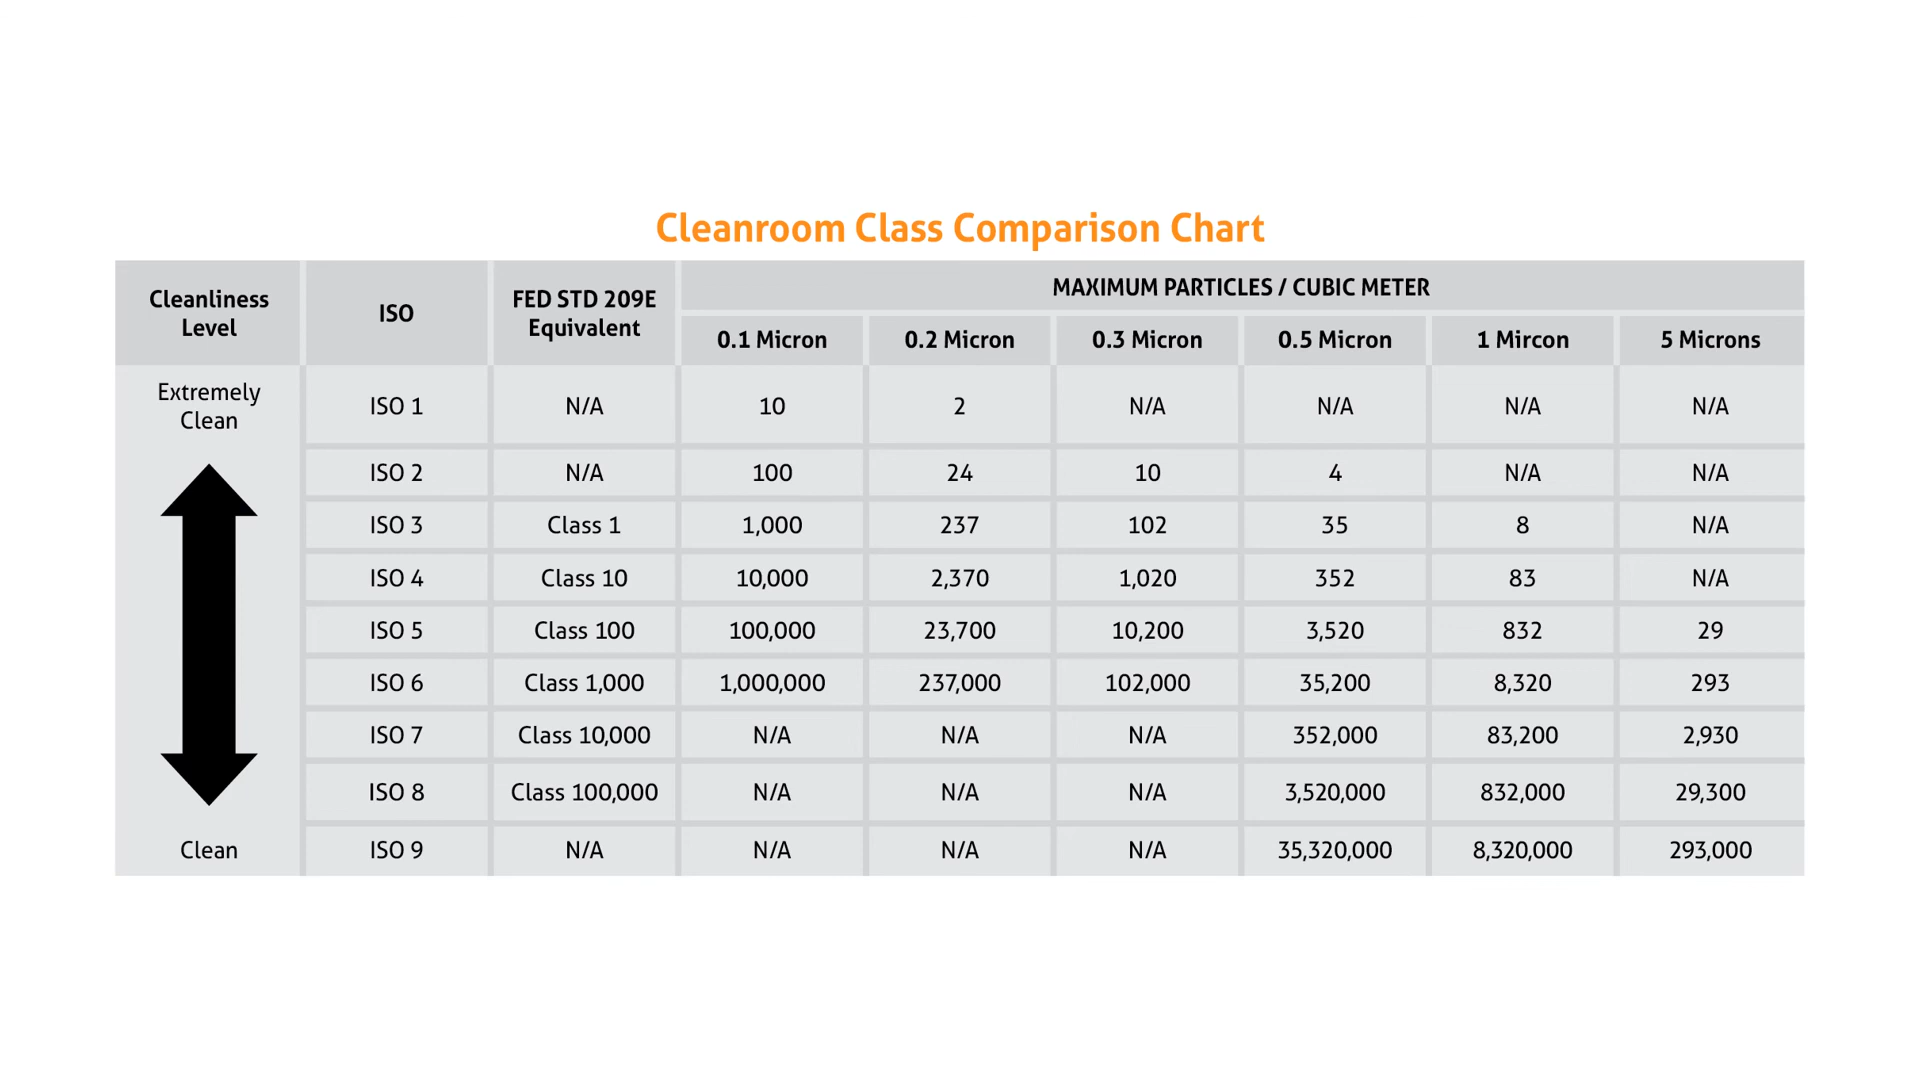 Cleanroom Class Comparison Chart
Cleanliness Level ISO FED STD 209E Equivalent MAXIMUM PARTICLES / CUBIC METER
0.1 Micron 0.2 Micron 0.3 Micron 0.5 Micron 1 Mircon 5 Microns
Extremely Clean ISO 1 N/A 10 2 N/A N/A N/A N/A
ISO 2 N/A 100 24 10 4 N/A N/A
ISO 3 Class 1 1,000 237 102 35 8 N/A
ISO 4 Class 10 10,000 2,370 1,020 352 83 N/A
ISO 5 Class 100 100,000 23,700 10,200 3,520 832 29
ISO 6 Class 1,000 1,000,000 237,000 102,000 35,200 8,320 293
ISO 7 Class 10,000 N/A N/A N/A 352,000 83,200 2,930
ISO 8 Class 100,000 N/A N/A N/A 3,520,000 832,000 29,300
Clean ISO 9 N/A N/A N/A N/A 35,320,000 8,320,000 293,000